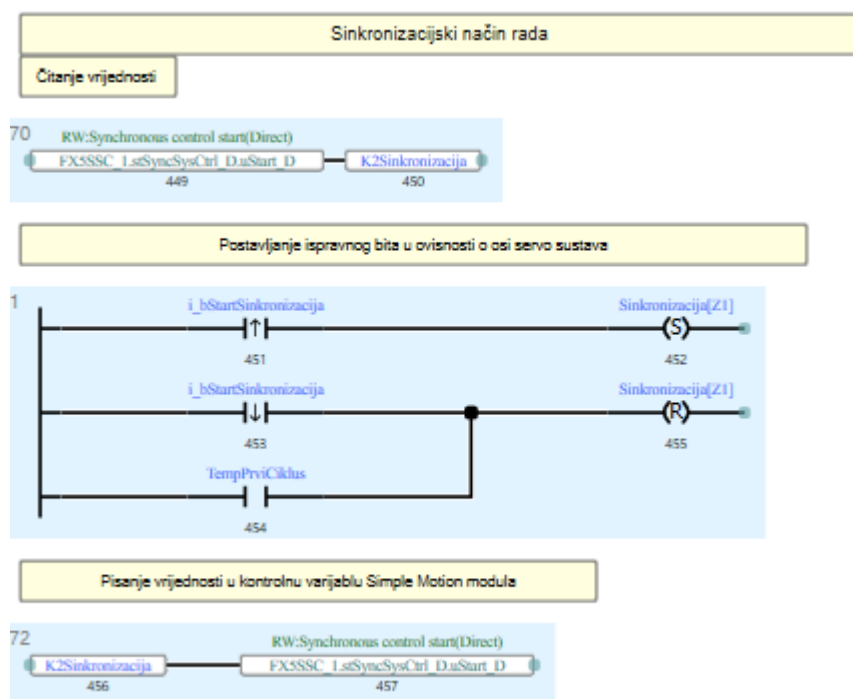 Sinkronizacijski način rada
Čitanje vrijednosti
70
RW:Synchronous control start(Direct)
FX5SSC_1.stSyncSysCtrl_D.uStart_D
K2Sinkronizacija
449
450
Postavljanje ispravnog bita u ovisnosti o osi servo sustava
1
i_bStartSinkronizacija
Sinkronizacija[Z1]
(S)
451
452
i_bStartSinkronizacija
Sinkronizacija[Z1]
(R)
453
455
TempPrviCiklus
454
Pisanje vrijednosti u kontrolnu varijablu Simple Motion modula
72
RW:Synchronous control start(Direct)
K2Sinkronizacija
FX5SSC_1.stSyncSysCtrl_D.uStart_D
456
457